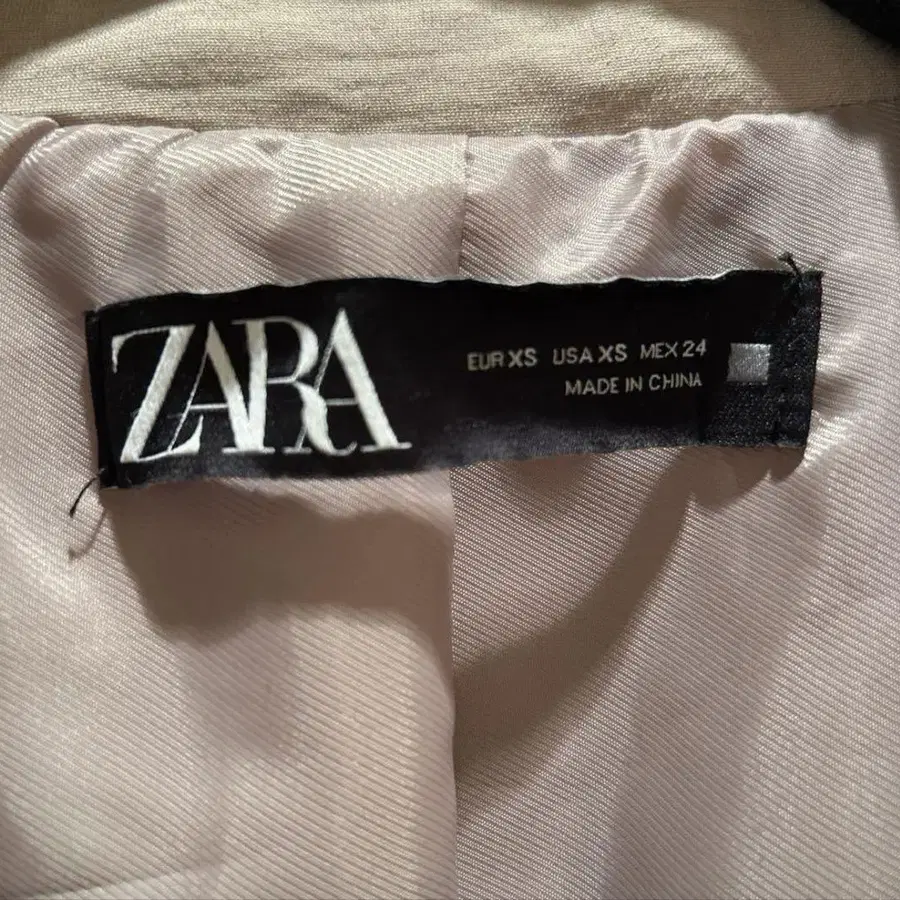 ZARA
EUR XS USA XS MEX 24
MADE IN CHINA